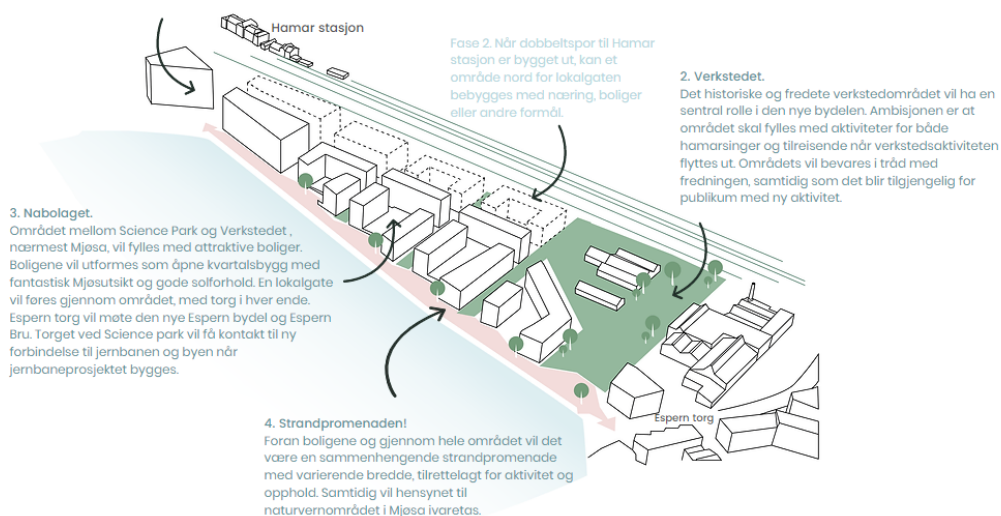 Hamar stasjon
Fase 2. Når dobbeltspor til Hamar
stasjon er bygget ut, kan et
område nord for lokalgaten
bebygges med næring, boliger
eller andre formål.
2. Verkstedet.
Det historiske og fredete verkstedområdet vil ha en
sentral rolle i den nye bydelen. Ambisjonen er at
området skal fylles med aktiviteter for både
hamarsinger og tilreisende når verkstedsaktiviteten
flyttes ut. Områdets vil bevares i tråd med
fredningen, samtidig som det blir tilgjengelig for
publikum med ny aktivitet.
3. Nabolaget.
Området mellom Science Park og Verkstedet ,
nærmest Mjøsa, vil fylles med attraktive boliger.
Boligene vil utformes som åpne kvartalsbygg med
fantastisk Mjøsutsikt og gode solforhold. En lokalgate
vil føres gjennom området, med torg i hver ende.
Espern torg vil møte den nye Espern bydel og Espern
Bru. Torget ved Science park vil få kontakt til ny
forbindelse til jernbanen og byen når
jernbaneprosjektet bygges.
4. Strandpromenaden!
Foran boligene og gjennom hele området vil det
være en sammenhengende strandpromenade
med varierende bredde, tilrettelagt for aktivitet og
opphold. Samtidig vil hensynet til
naturvernområdet i Mjøsa ivaretas.
Espern torg